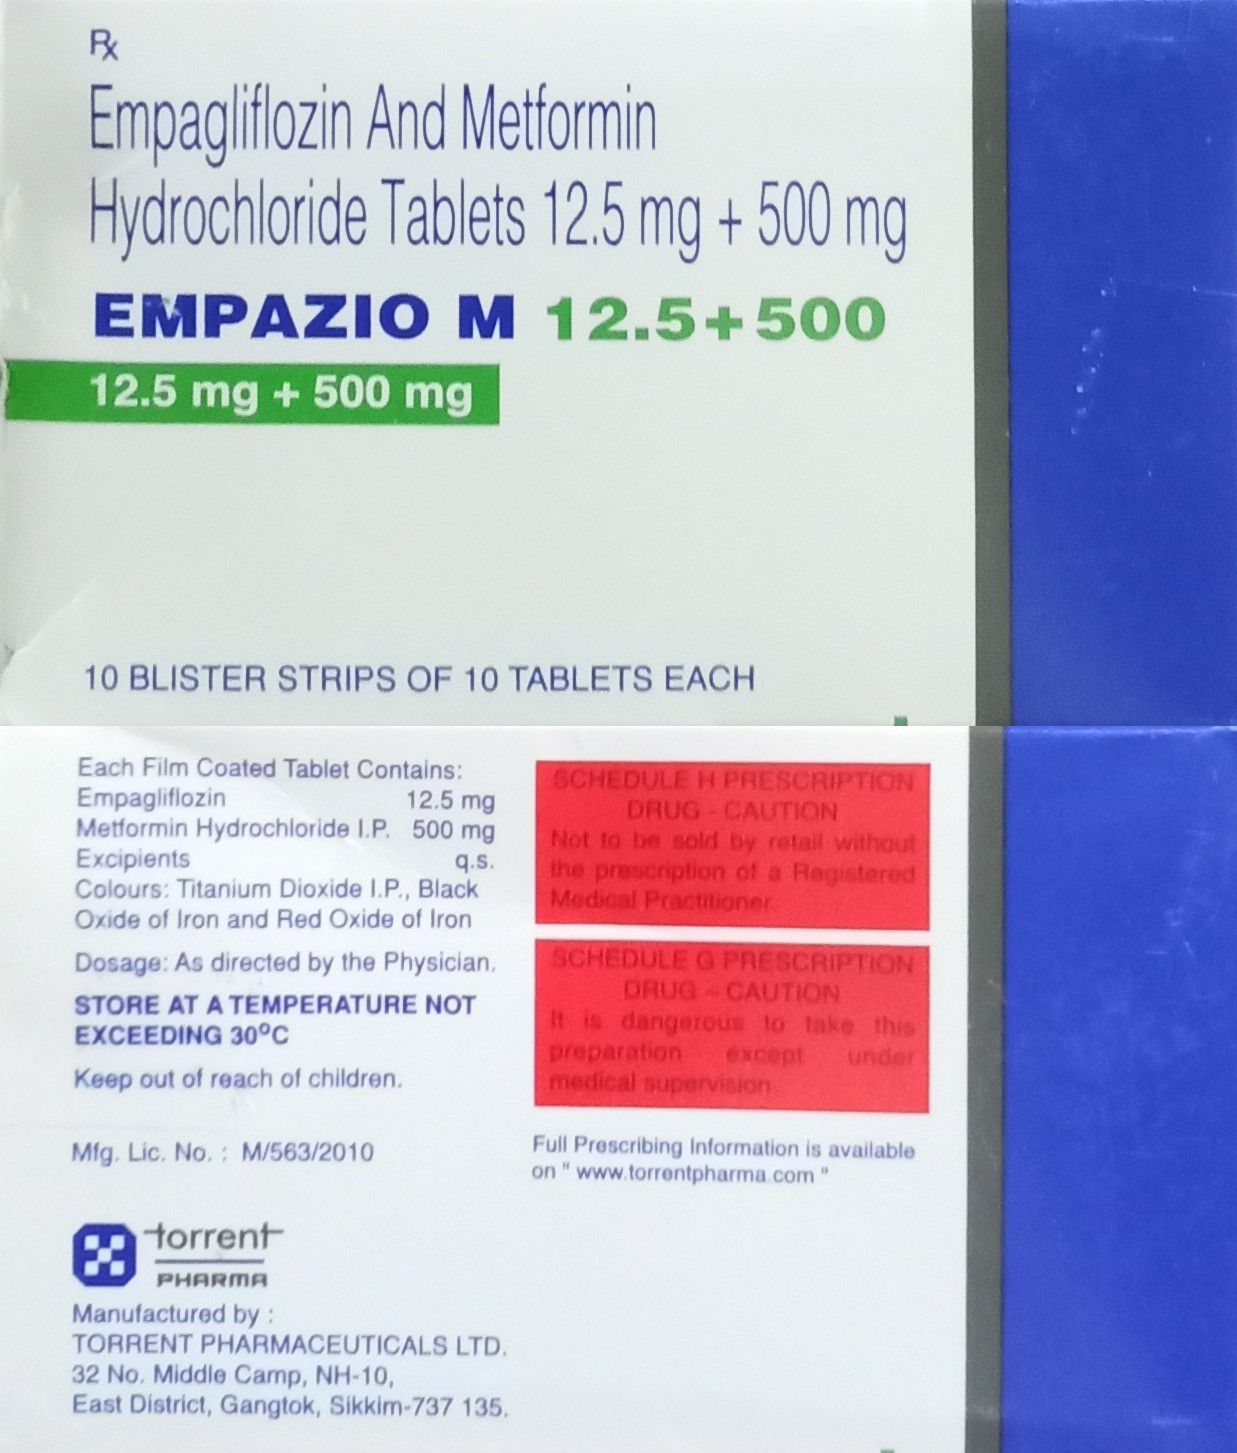 Rx
Empagliflozin And Metformin
Hydrochloride Tablets 12.5 mg + 500 mg
EMPAZIO M 12.5+500
12.5 mg + 500 mg
10 BLISTER STRIPS OF 10 TABLETS EACH
Each Film Coated Tablet Contains:
Empagliflozin 12.5 mg
Metformin Hydrochloride I.P. 500 mg
Excipients q.s.
Colours: Titanium Dioxide I.P., Black
Oxide of Iron and Red Oxide of Iron
Dosage: As directed by the Physician.
STORE AT A TEMPERATURE NOT
EXCEEDING 30ºC
Keep out of reach of children.
Mfg. Lic. No. : M/563/2010
torrent
PHARMA
Manufactured by :
TORRENT PHARMACEUTICALS LTD.
32 No. Middle Camp, NH-10,
East District, Gangtok, Sikkim-737 135.
SCHEDULE H PRESCRIPTION
DRUG - CAUTION
Not to be sold by retail without
the prescription of a Registered
Medical Practitioner.
SCHEDULE G PRESCRIPTION
DRUG – CAUTION
It is dangerous to take this
preparation except under
medical supervision.
Full Prescribing Information is available
on " www.torrentpharma.com "